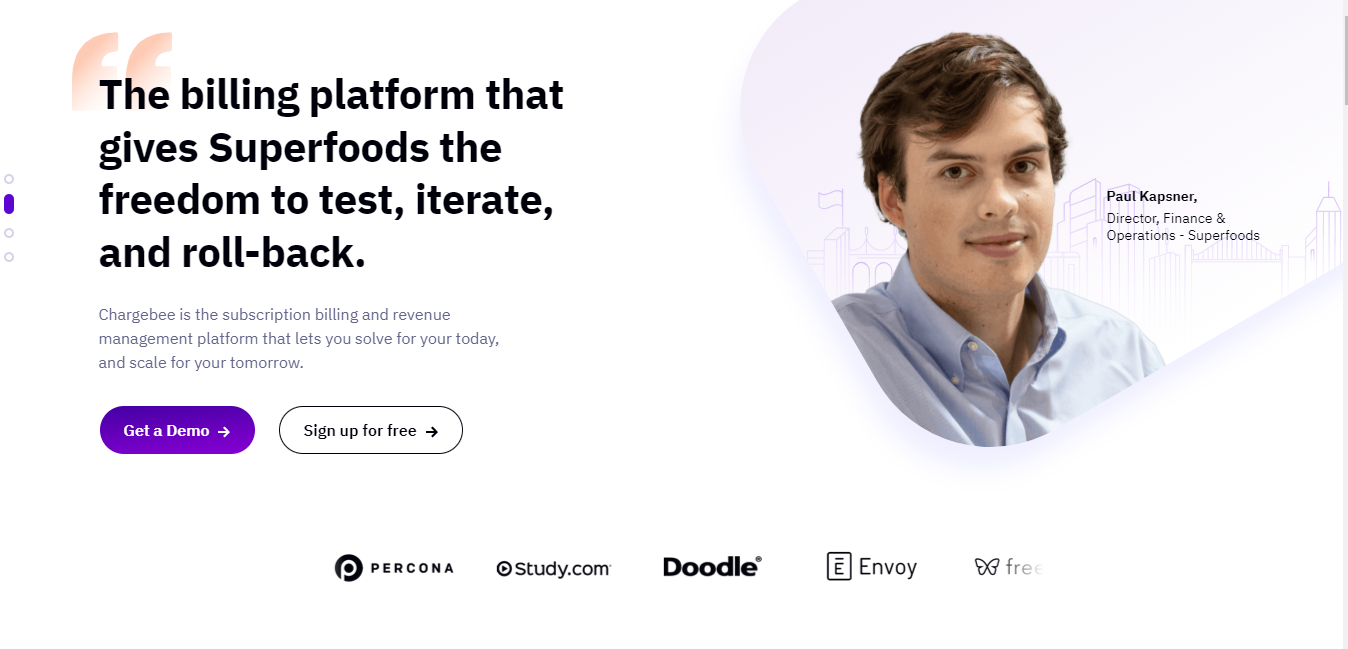 The billing platform that
gives Superfoods the
freedom to test, iterate,
and roll-back.
Chargebee is the subscription billing and revenue
management platform that lets you solve for your today,
and scale for your tomorrow.
Get a Demo →
Sign up for free →
Paul Kapsner,
Director, Finance &
Operations - Superfoods
PERCONA
Study.com
Doodle®
Envoy
free